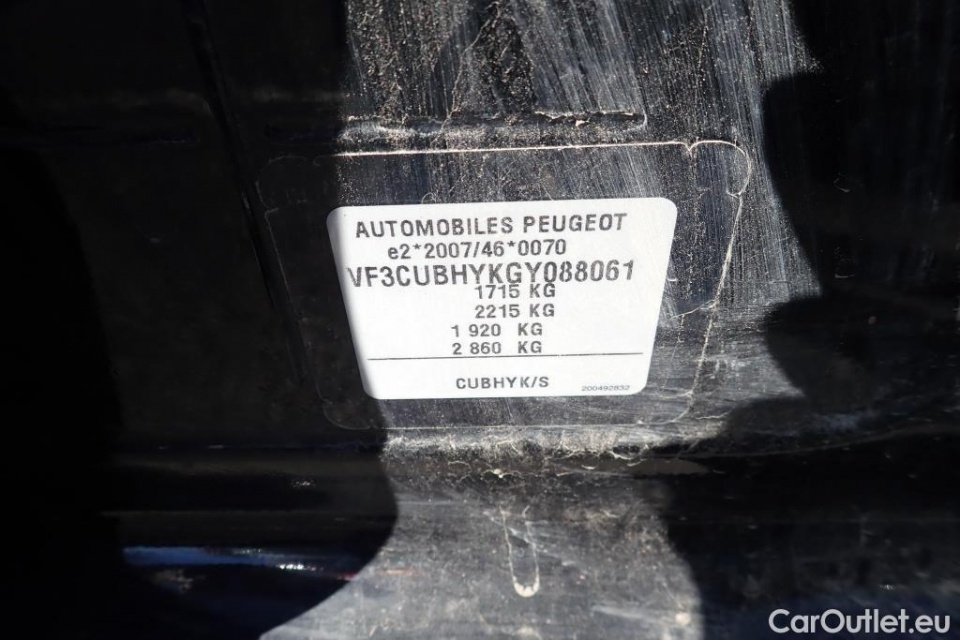 AUTOMOBILES PEUGEOT
e2*2007/46*0070
VF3CUBHYKGY088061
1715 KG
2215 KG
1 920 KG
2 860 KG
CUBHYK/S 200492832
CarOutlet.eu